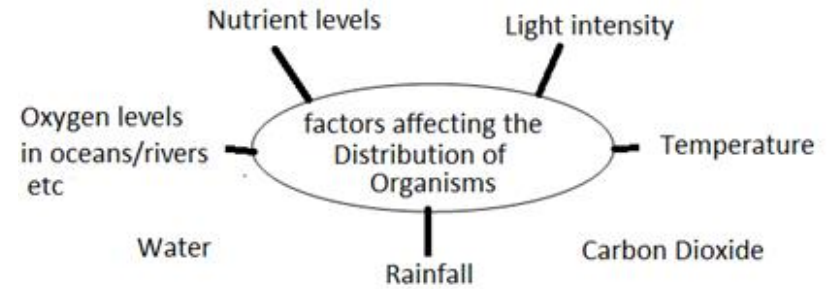 Nutrient levels
Light intensity
Oxygen levels
in oceans/rivers
etc
factors affecting the
Distribution of
Organisms
Temperature
Water
Rainfall
Carbon Dioxide